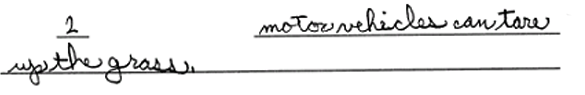 2 motor vehicles can tare
up the grass.